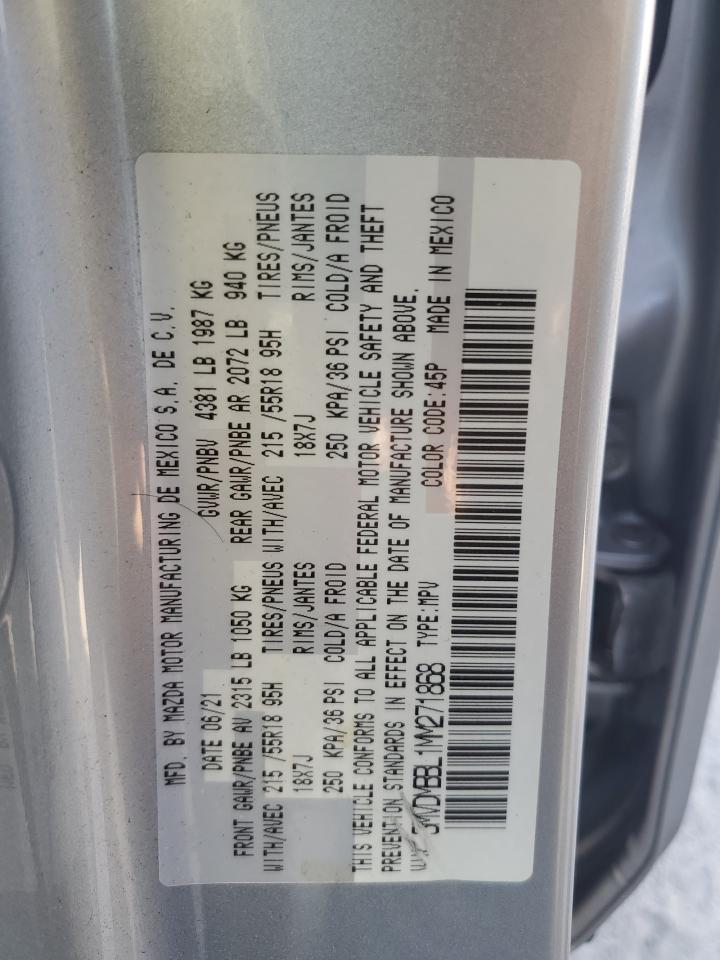 MFD. BY MAZDA MOTOR MANUFACTURING DE MEXICO S.A. DE C.V.
DATE 06/21 GVWR/PNBV 4381 LB 1987 KG
FRONT GAWR/PNBE AV 2315 LB 1050 KG REAR GAWR/PNBE AR 2072 LB 940 KG
WITH/AVEC 215 /55R18 95H TIRES/PNEUS WITH/AVEC 215 /55R18 95H TIRES/PNEUS
18X7J RIMS/JANTES 18X7J RIMS/JANTES
250 KPA/36 PSI COLD/A FROID 250 KPA/36 PSI COLD/A FROID
THIS VEHICLE CONFORMS TO ALL APPLICABLE FEDERAL MOTOR VEHICLE SAFETY AND THEFT
PREVENTION STANDARDS IN EFFECT ON THE DATE OF MANUFACTURE SHOWN ABOVE.
3MVDMBBL1MM271868 TYPE:MPV COLOR CODE:45P MADE IN MEXICO